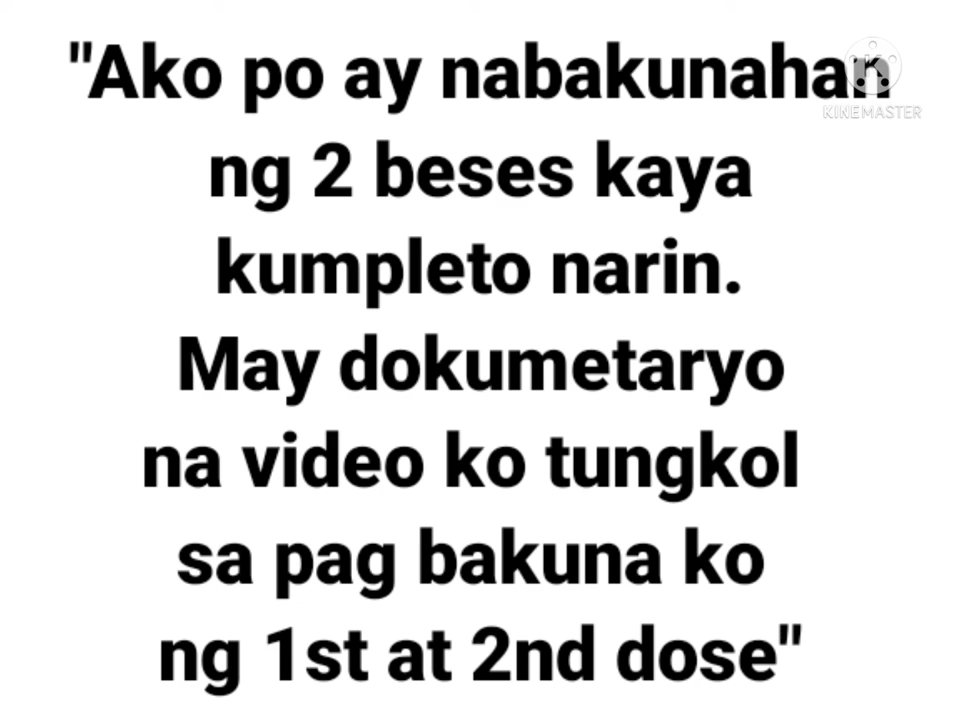 "Ako po ay nabakunahan
KINEMASTER
ng 2 beses kaya
kumpleto narin.
May dokumetaryo
na video ko tungkol
sa pag bakuna ko
ng 1st at 2nd dose"